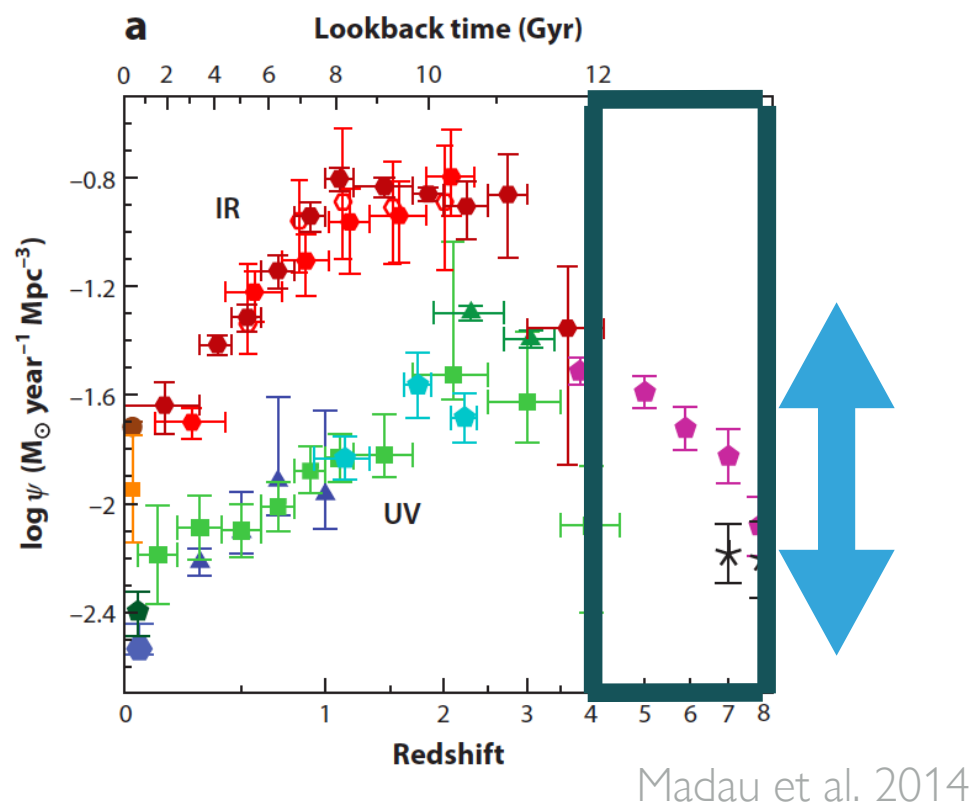 a
Lookback time (Gyr)
0 2 4 6 8 10 12
−0.8
−1.2
−1.6
−2
−2.4
log ψ (M⊙ year⁻¹ Mpc⁻³)
IR
UV
0 1 2 3 4 5 6 7 8
Redshift
Madau et al. 2014